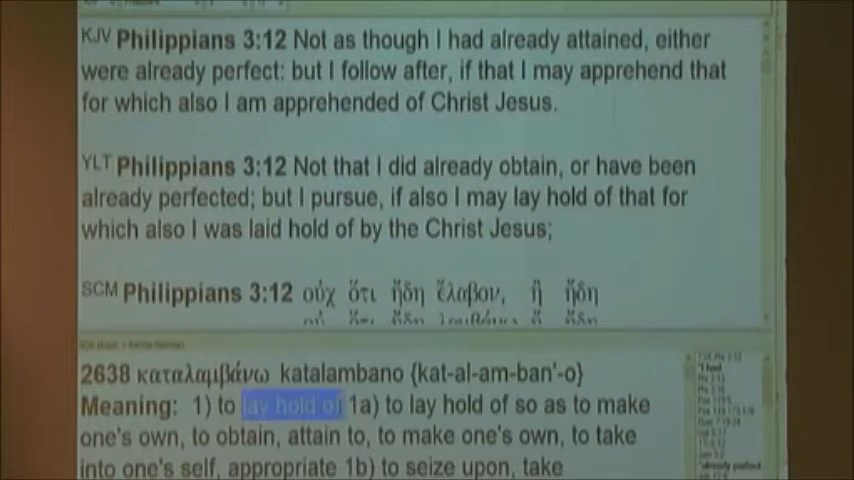 KJV Philippians 3:12 Not as though I had already attained, either
were already perfect: but I follow after, if that I may apprehend that
for which also I am apprehended of Christ Jesus.
YLT Philippians 3:12 Not that I did already obtain, or have been
already perfected; but I pursue, if also I may lay hold of that for
which also I was laid hold of by the Christ Jesus;
SCM Philippians 3:12 οὐχ ὅτι ἤδη ἔλαβον, ἢ ἤδη
2638 καταλαμβάνω katalambano {kat-al-am-ban'-o}
Meaning: 1) to lay hold of 1a) to lay hold of so as to make
one's own, to obtain, attain to, to make one's own, to take
into one's self, appropriate 1b) to seize upon, take